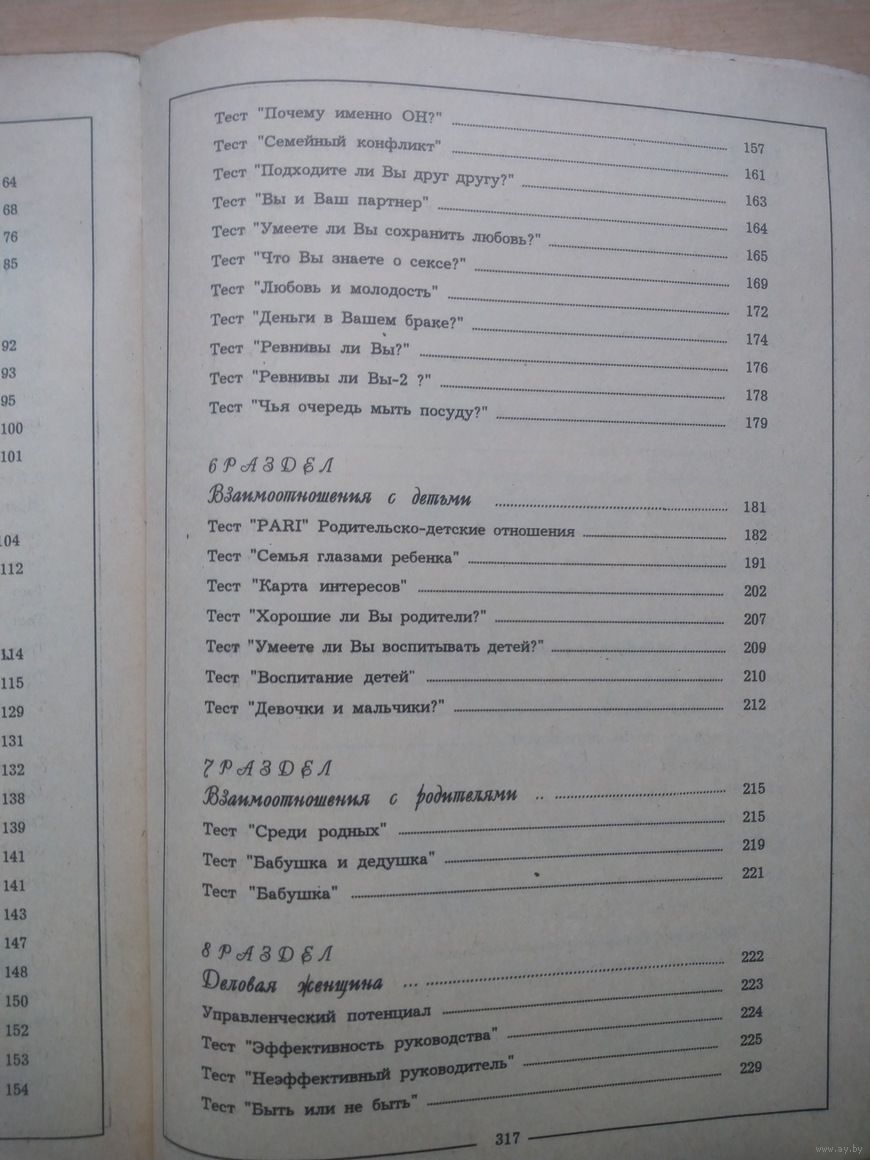 64
68
76
85
92
93
95
100
101
104
112
114
115
129
131
132
138
139
141
141
143
147
148
150
152
153
154
Тест "Почему именно ОН?" 157
Тест "Семейный конфликт" 161
Тест "Подходите ли Вы друг другу?" 163
Тест "Вы и Ваш партнер" 164
Тест "Умеете ли Вы сохранить любовь?" 165
Тест "Что Вы знаете о сексе?" 169
Тест "Любовь и молодость" 172
Тест "Деньги в Вашем браке?" 174
Тест "Ревнивы ли Вы?" 176
Тест "Ревнивы ли Вы-2 ?" 178
Тест "Чья очередь мыть посуду?" 179
6 РАЗДЕЛ
Взаимоотношения с детьми 181
Тест "PARI" Родительско-детские отношения 182
Тест "Семья глазами ребенка" 191
Тест "Карта интересов" 202
Тест "Хорошие ли Вы родители?" 207
Тест "Умеете ли Вы воспитывать детей?" 209
Тест "Воспитание детей" 210
Тест "Девочки и мальчики?" 212
7 РАЗДЕЛ
Взаимоотношения с родителями 215
Тест "Среди родных" 215
Тест "Бабушка и дедушка" 219
Тест "Бабушка" 221
8 РАЗДЕЛ
Деловая женщина 222
Управленческий потенциал 223
Тест "Эффективность руководства" 224
Тест "Неэффективный руководитель" 225
Тест "Быть или не быть" 229
317
www.ay.by